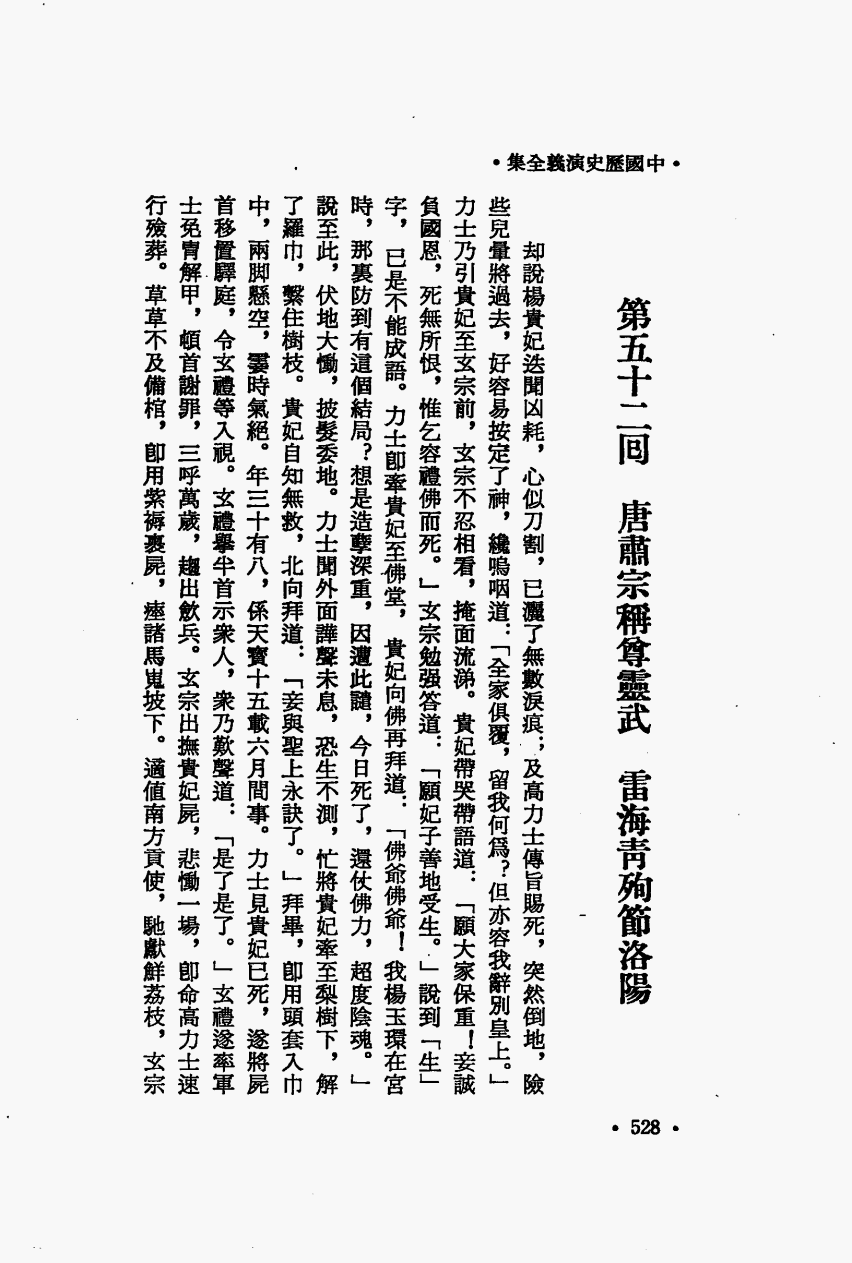 •中國歷史演義全集•
第五十二回　唐肅宗稱尊靈武　雷海青殉節洛陽
却說楊貴妃迭聞凶耗，心似刀割，已灑了無數淚痕；及高力士傳旨賜死，突然倒地，險
些兒暈將過去，好容易按定了神，纔嗚咽道：「全家俱覆，留我何爲？但亦容我辭別皇上。」
力士乃引貴妃至玄宗前，玄宗不忍相看，掩面流涕。貴妃帶哭帶語道：「願大家保重！妾誠
負國恩，死無所恨，惟乞容禮佛而死。」玄宗勉强答道：「願妃子善地受生。」說到「生」
字，已是不能成語。力士卽牽貴妃至佛堂，貴妃向佛再拜道：「佛爺佛爺！我楊玉環在宮
時，那裏防到有這個結局？想是造孽深重，因遭此譴，今日死了，還仗佛力，超度陰魂。」
說至此，伏地大慟，披髮委地。力士聞外面譁聲未息，恐生不測，忙將貴妃牽至梨樹下，解
了羅巾，繫住樹枝。貴妃自知無救，北向拜道：「妾與聖上永訣了。」拜畢，卽用頭套入巾
中，兩脚懸空，霎時氣絕。年三十有八，係天寶十五載六月間事。力士見貴妃已死，遂將屍
首移置驛庭，令玄禮等入視。玄禮擧半首示衆人，衆乃歎聲道：「是了是了。」玄禮遂率軍
士免冑解甲，頓首謝罪，三呼萬歲，趨出斂兵。玄宗出撫貴妃屍，悲慟一場，卽命高力士速
行殮葬。草草不及備棺，卽用紫褥裹屍，瘞諸馬嵬坡下。適値南方貢使，馳獻鮮荔枝，玄宗
•528•